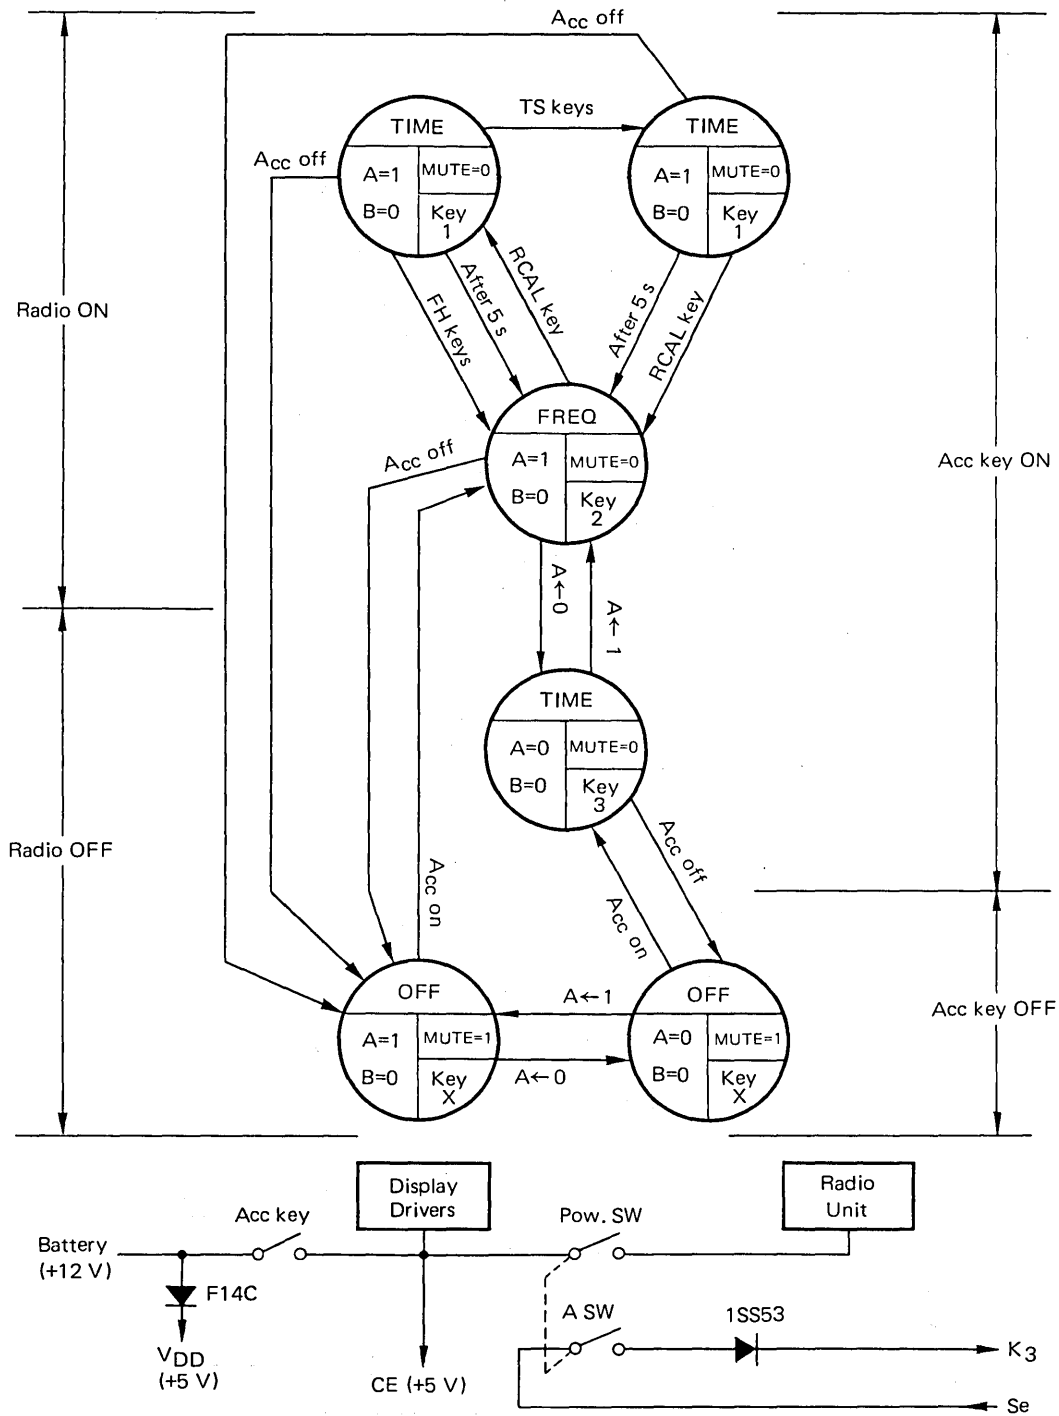 Acc off
TIME
A=1
B=0
MUTE=0
Key
1
TS keys
TIME
A=1
B=0
MUTE=0
Key
1
Acc off
Radio ON
FH keys
After 5 s
RCAL key
After 5 s
RCAL key
FREQ
A=1
B=0
MUTE=0
Key
2
Acc off
Acc key ON
A←0
A←1
TIME
A=0
B=0
MUTE=0
Key
3
Radio OFF
Acc on
Acc off
Acc on
OFF
A=1
B=0
MUTE=1
Key
X
A←1
A←0
OFF
A=0
B=0
MUTE=1
Key
X
Acc key OFF
Display
Drivers
Radio
Unit
Acc key
Pow. SW
Battery
(+12 V)
F14C
A SW
1SS53
VDD
(+5 V)
CE (+5 V)
K3
Se